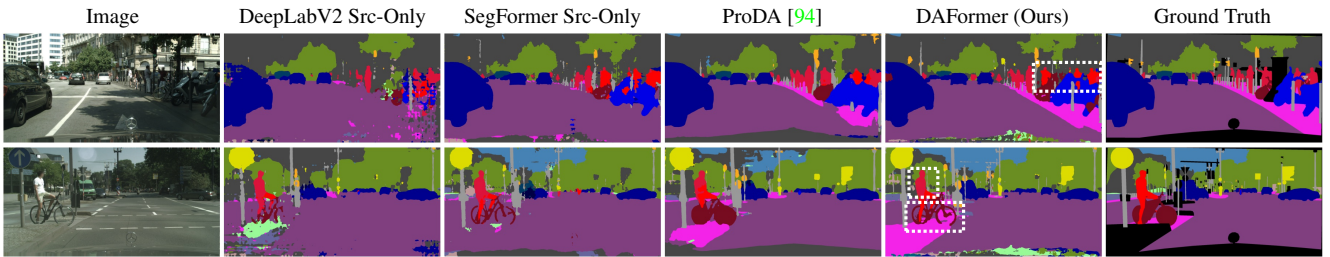 Image DeepLabV2 Src-Only SegFormer Src-Only ProDA [94] DAFormer (Ours) Ground Truth